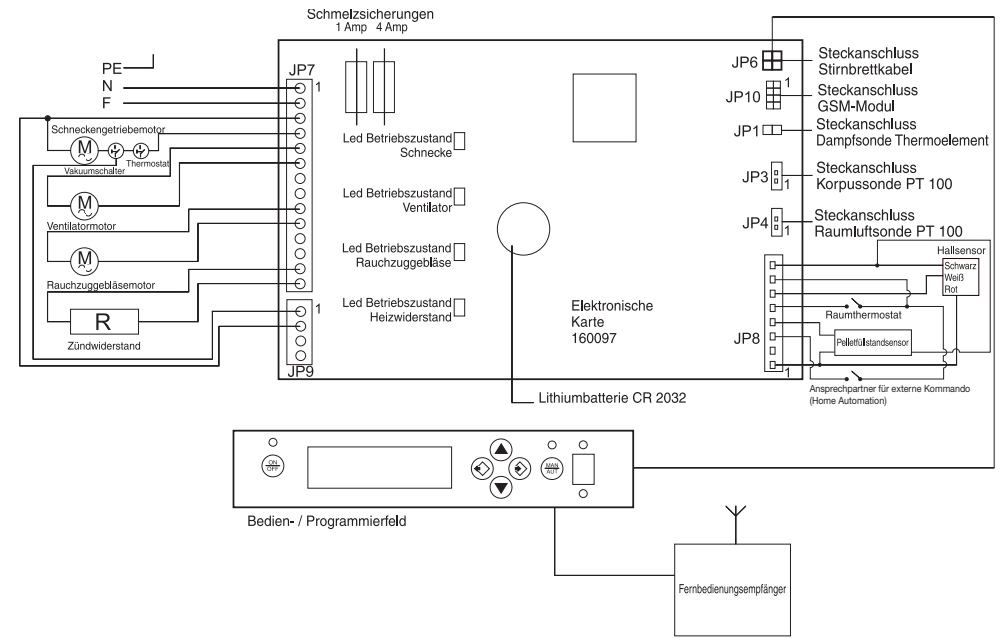 Schmelzsicherungen
1 Amp 4 Amp
PE
N
F
JP7
1
Schneckengetriebemotor
M
Thermostat
Vakuumschalter
M
Ventilatormotor
M
Rauchzuggebläsemotor
R
Zündwiderstand
1
JP9
Led Betriebszustand
Schnecke
Led Betriebszustand
Ventilator
Led Betriebszustand
Rauchzuggebläse
Led Betriebszustand
Heizwiderstand
Elektronische
Karte
160097
Lithiumbatterie CR 2032
JP6
Steckanschluss
Stirnbrettkabel
JP10
1
Steckanschluss
GSM-Modul
JP1
Steckanschluss
Dampfsonde Thermoelement
JP3
1
Steckanschluss
Korpussonde PT 100
JP4
1
Steckanschluss
Raumluftsonde PT 100
Hallsensor
Schwarz
Weiß
Rot
Raumthermostat
JP8
Pelletfüllstandsensor
1
Ansprechpartner für externe Kommando
(Home Automation)
ON
OFF
MAN
AUT
Bedien- / Programmierfeld
Fernbedienungsempfänger